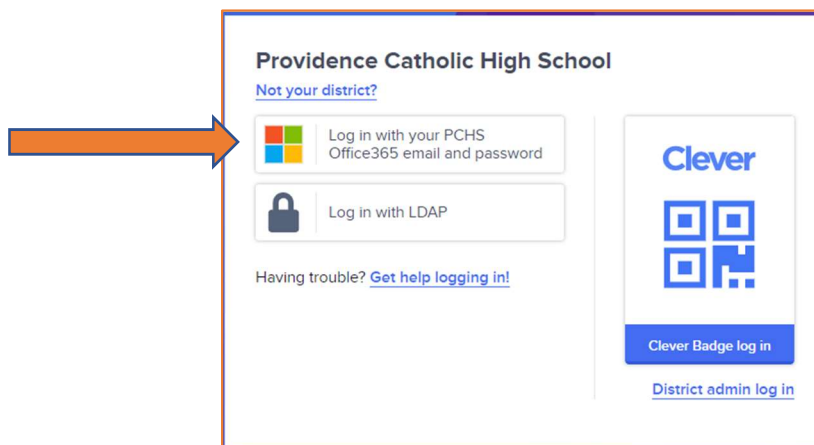 Providence Catholic High School
Not your district?
Log in with your PCHS
Office365 email and password
Log in with LDAP
Having trouble? Get help logging in!
Clever
Clever Badge log in
District admin log in